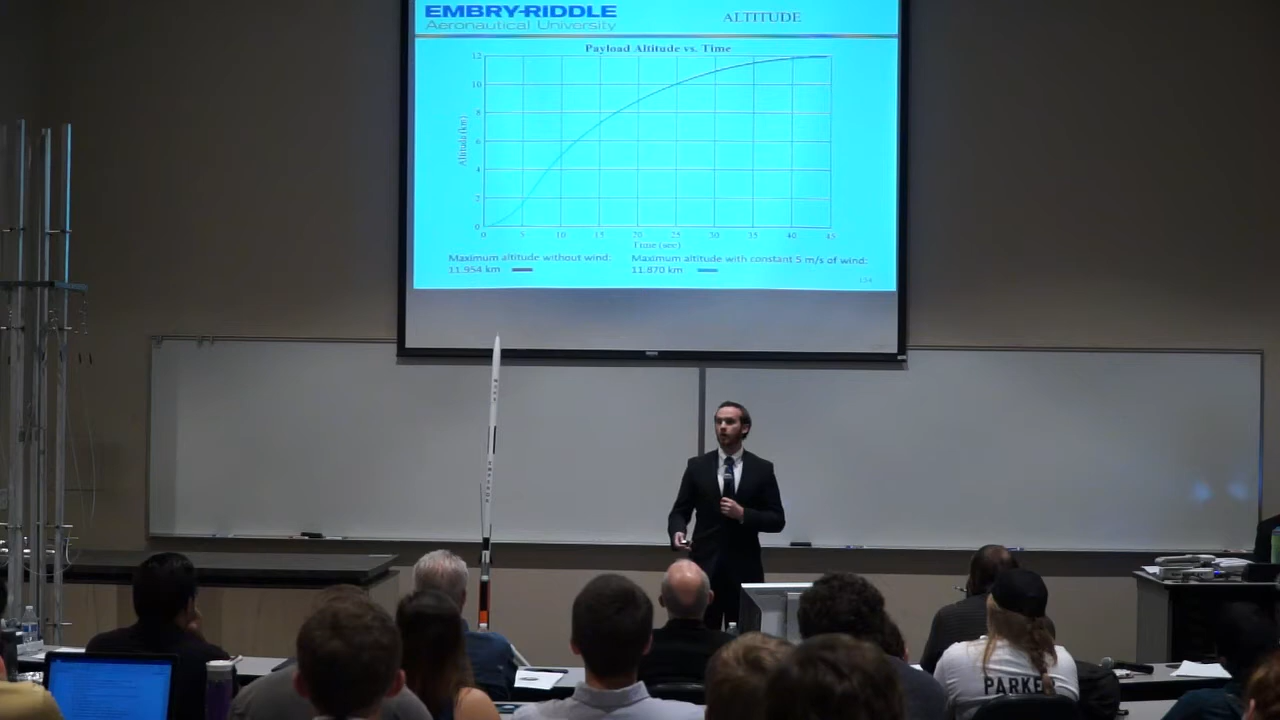 EMBRY-RIDDLE
Aeronautical University
ALTITUDE
Payload Altitude vs. Time
12
10
8
6
4
2
0
Altitude (km)
0 5 10 15 20 25 30 35 40 45
Time (sec)
Maximum altitude without wind:
11.954 km
Maximum altitude with constant 5 m/s of wind:
11.870 km
PARKE